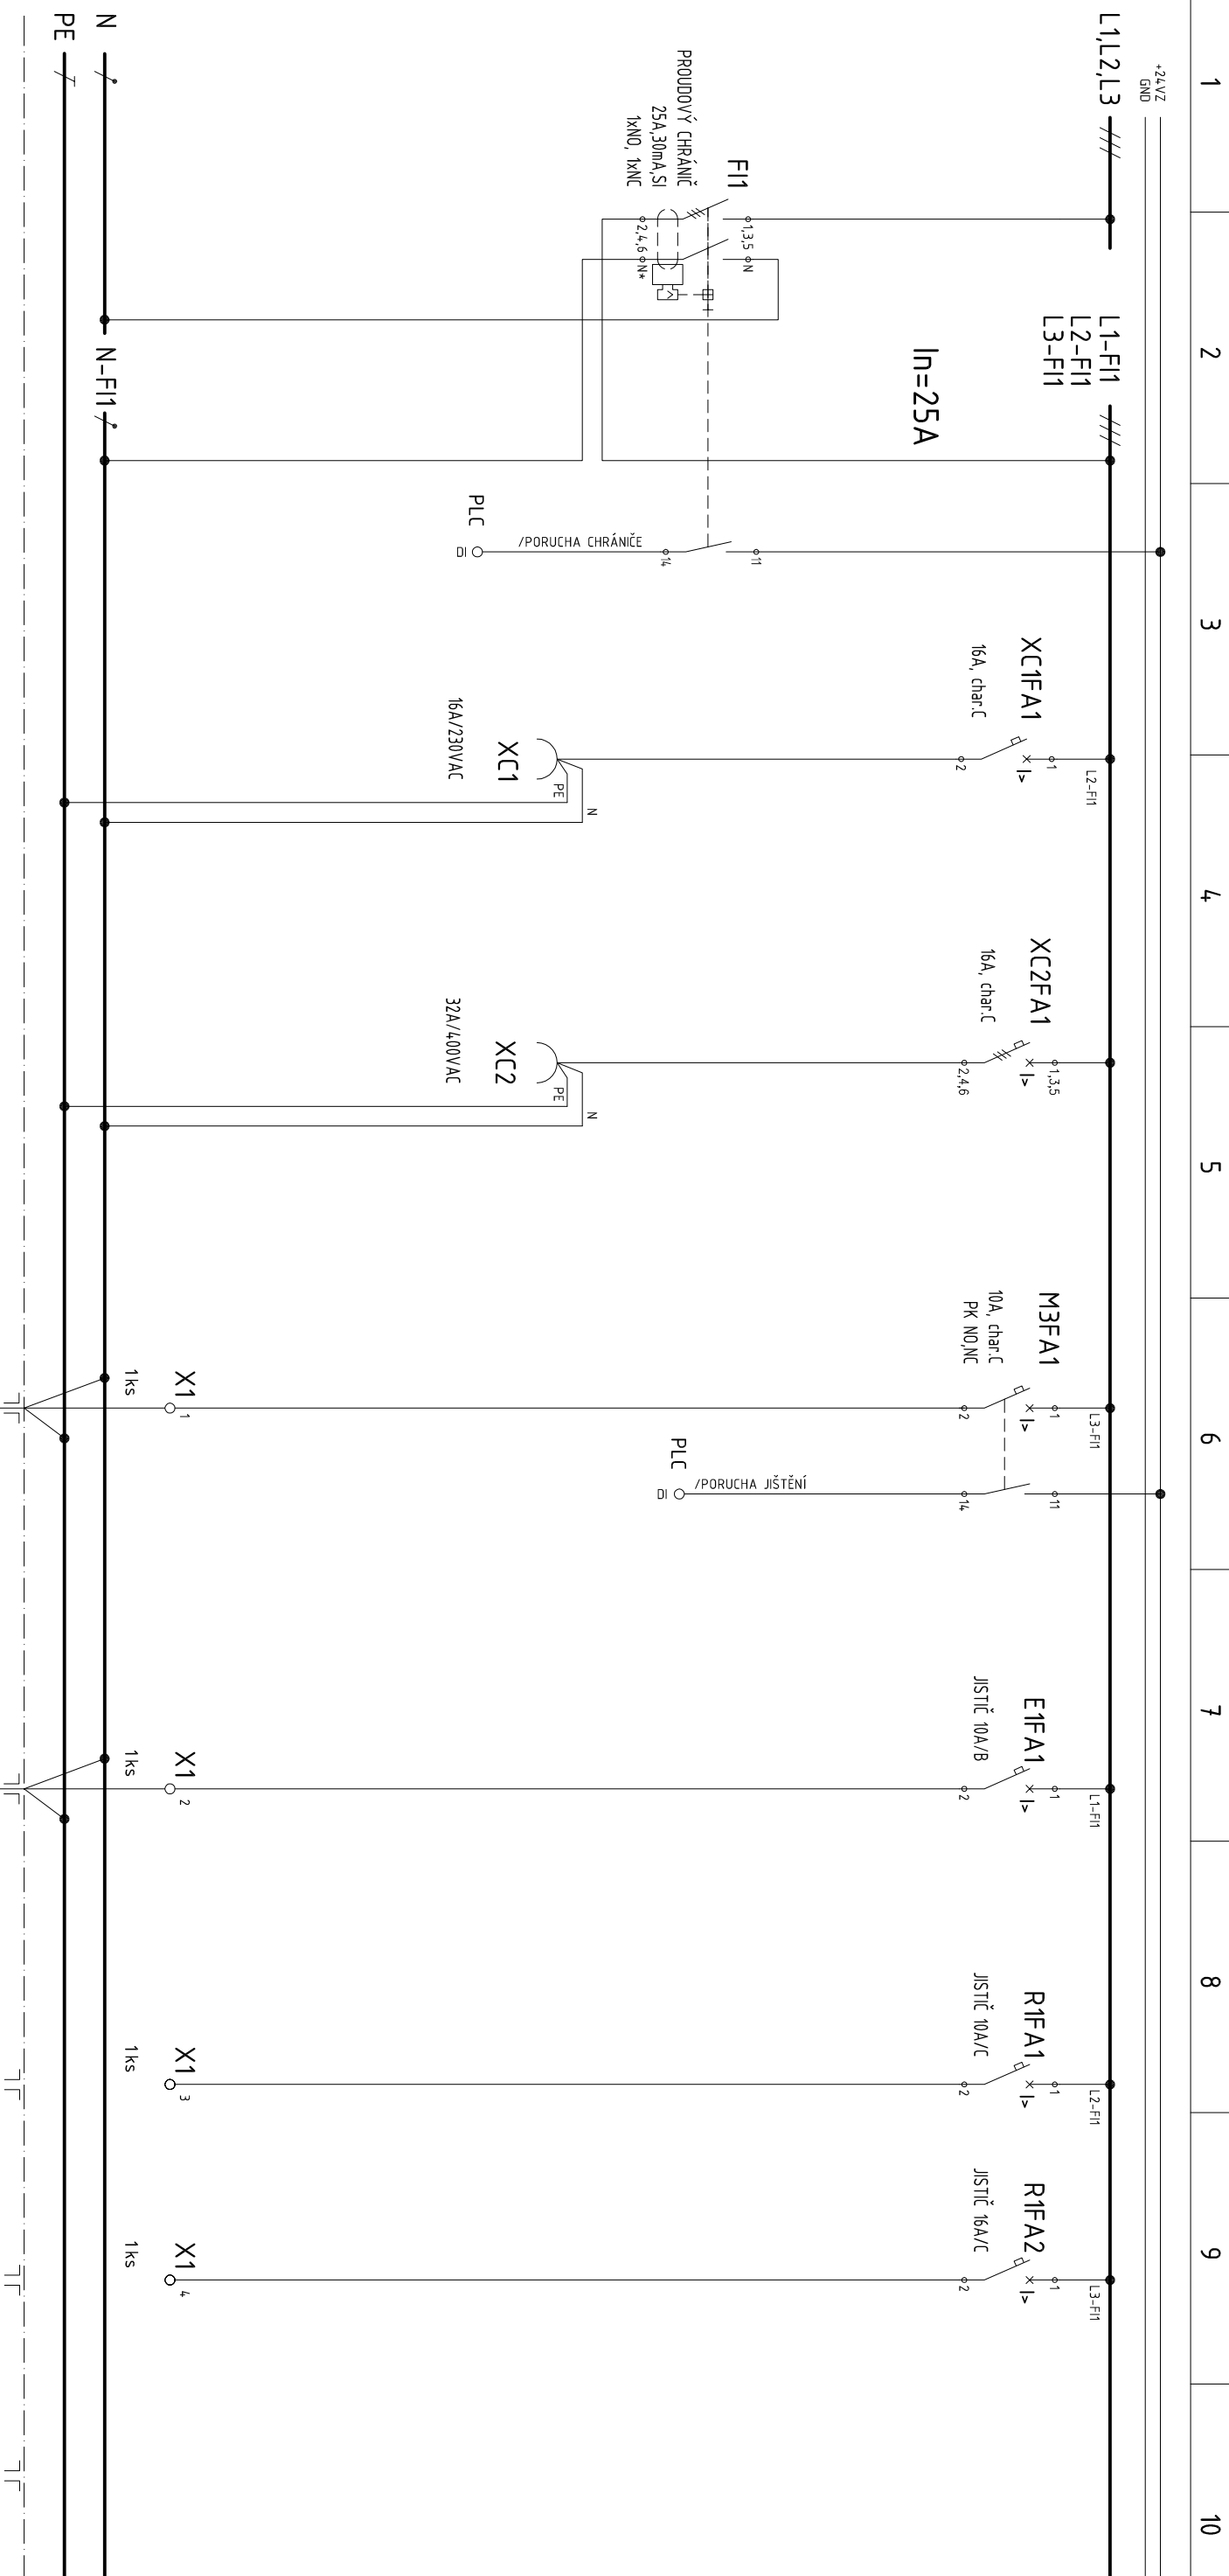 1
2
3
4
5
6
7
8
9
10
+24VZ
GND
L1,L2,L3
L1-FI1
L2-FI1
L3-FI1
In=25A
FI1
PROUDOVÝ CHRÁNIČ
25A,30mA,SI
1xNO, 1xNC
1,3,5
N
2,4,6
N*
11
14
/PORUCHA CHRÁNIČE
PLC
DI
XC1FA1
16A, char.C
L2-FI1
1
I>
2
XC1
16A/230VAC
PE
N
XC2FA1
16A, char.C
1,3,5
I>
2,4,6
XC2
32A/400VAC
PE
N
M3FA1
10A, char.C
PK NO,NC
L3-FI1
1
I>
2
11
14
/PORUCHA JIŠTĚNÍ
PLC
DI
X1
1
1ks
E1FA1
JISTIČ 10A/B
L1-FI1
1
I>
2
X1
2
1ks
R1FA1
JISTIČ 10A/C
L2-FI1
1
I>
2
X1
3
1ks
R1FA2
JISTIČ 16A/C
L3-FI1
1
I>
2
X1
4
1ks
N
N-FI1
PE